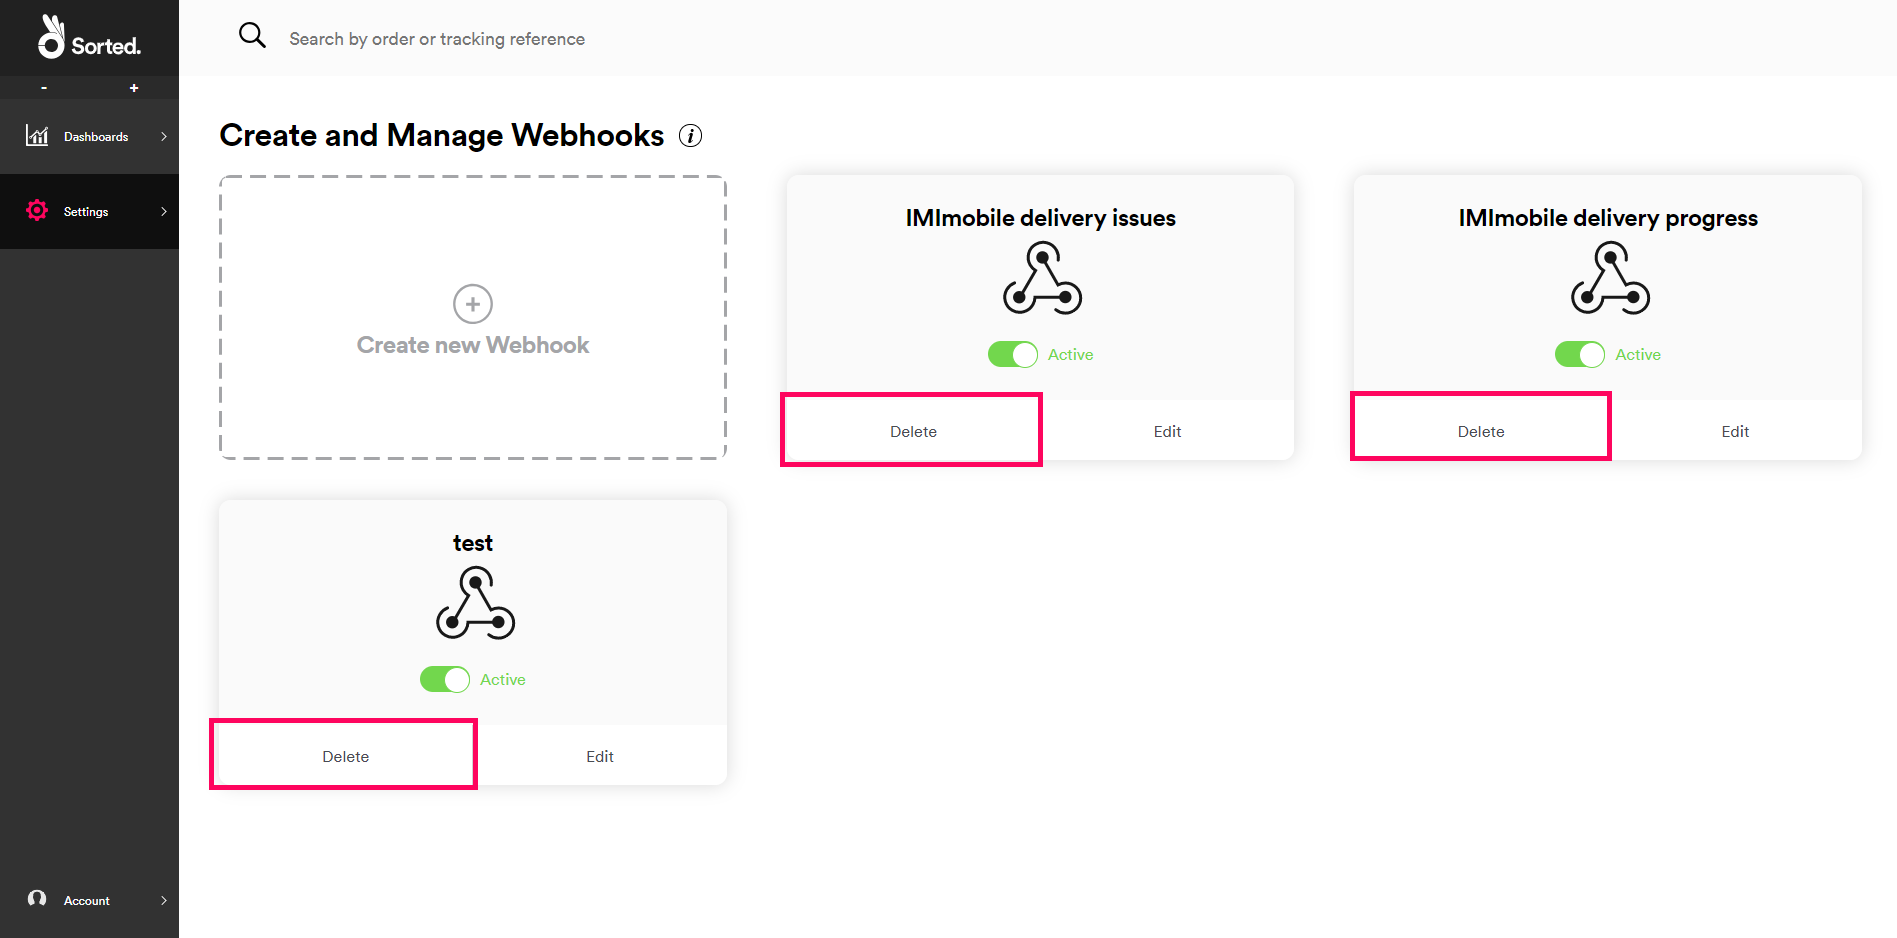 Sorted.
Search by order or tracking reference
- +
Dashboards
Settings
Create and Manage Webhooks i
Create new Webhook
IMImobile delivery issues
Active
Delete Edit
IMImobile delivery progress
Active
Delete Edit
test
Active
Delete Edit
Account